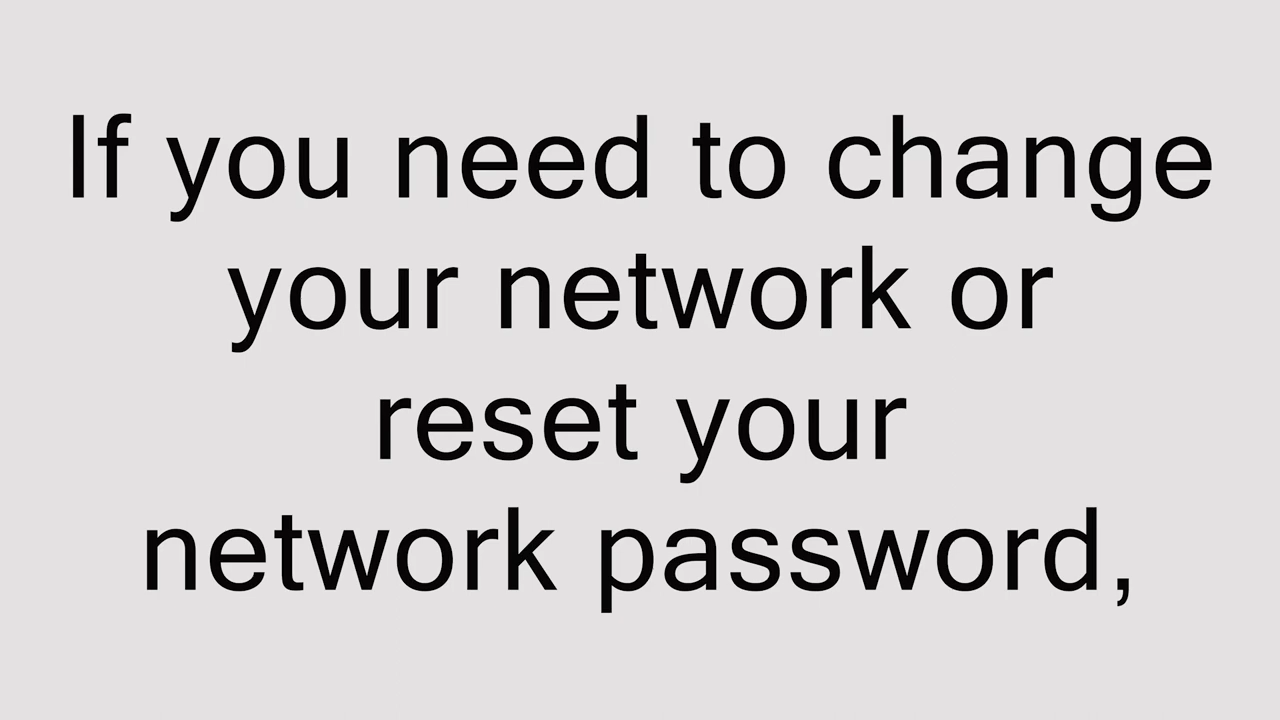 If you need to change
your network or
reset your
network password,